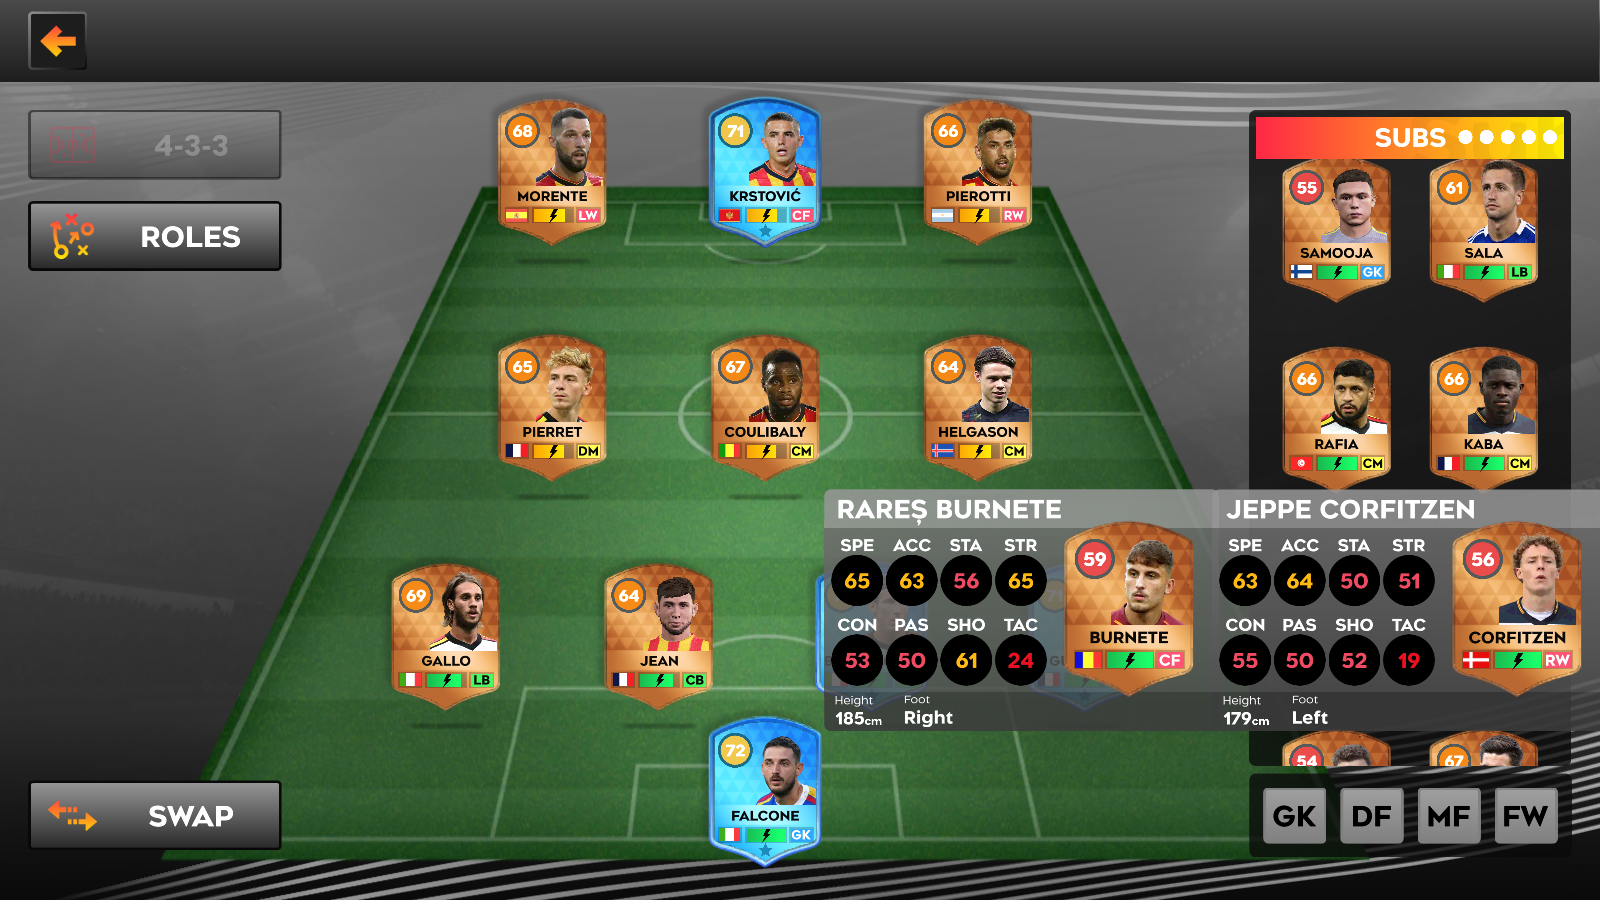 4-3-3
ROLES
68
MORENTE
LW
71
KRSTOVIĆ
CF
66
PIEROTTI
RW
SUBS
55
SAMOOJA
GK
61
SALA
LB
65
PIERRET
DM
67
COULIBALY
CM
64
HELGASON
CM
66
RAFIA
CM
66
KABA
CM
RAREȘ BURNETE
SPE ACC STA STR
65 63 56 65
CON PAS SHO TAC
53 50 61 24
Height Foot
185cm Right
59
BURNETE
CF
JEPPE CORFITZEN
SPE ACC STA STR
63 64 50 51
CON PAS SHO TAC
55 50 52 19
Height Foot
179cm Left
56
CORFITZEN
RW
69
GALLO
LB
64
JEAN
CB
72
FALCONE
GK
54
67
SWAP
GK DF MF FW